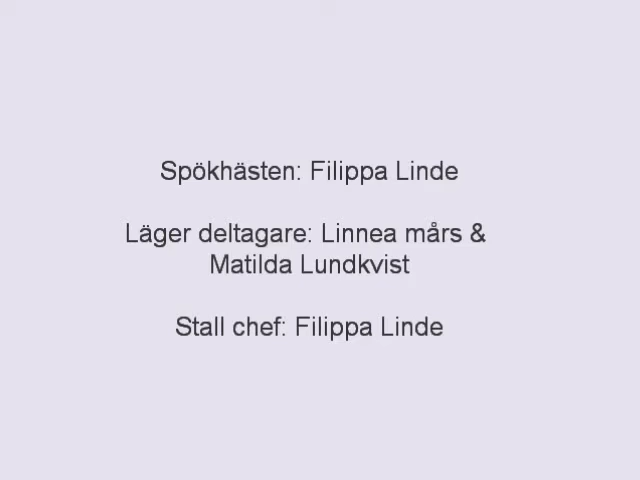 Spökhästen: Filippa Linde
Läger deltagare: Linnea mårs &
Matilda Lundkvist
Stall chef: Filippa Linde